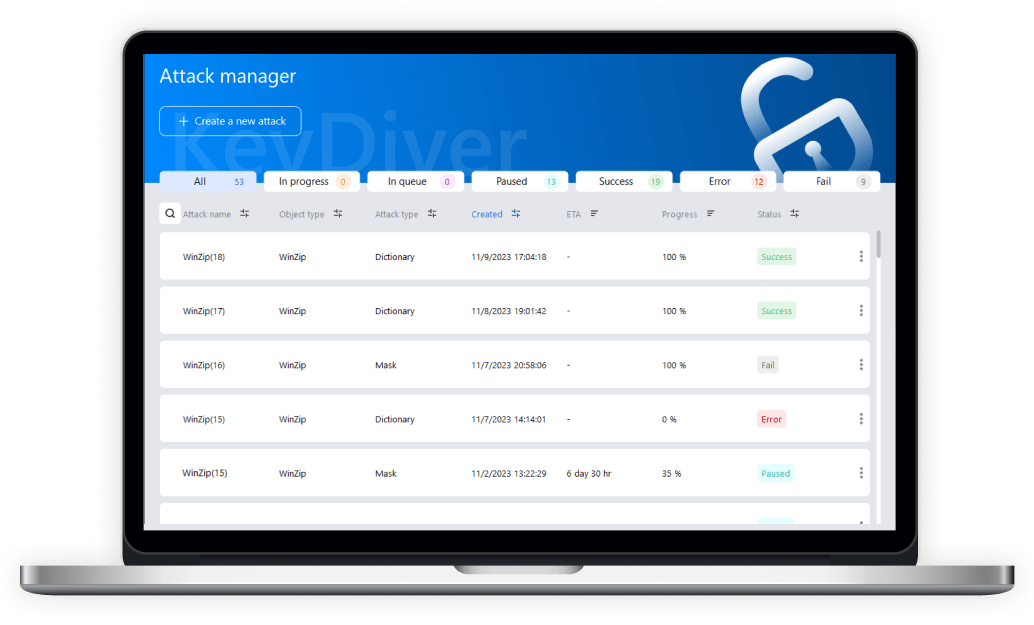 Attack manager
+ Create a new attack
KeyDiver
All 53 In progress 0 In queue 0 Paused 13 Success 19 Error 12 Fail 9
Attack name Object type Attack type Created ETA Progress Status
WinZip(18) WinZip Dictionary 11/9/2023 17:04:18 - 100 % Success
WinZip(17) WinZip Dictionary 11/8/2023 19:01:42 - 100 % Success
WinZip(16) WinZip Mask 11/7/2023 20:58:06 - 100 % Fail
WinZip(15) WinZip Dictionary 11/7/2023 14:14:01 - 0 % Error
WinZip(15) WinZip Mask 11/2/2023 13:22:29 6 day 30 hr 35 % Paused